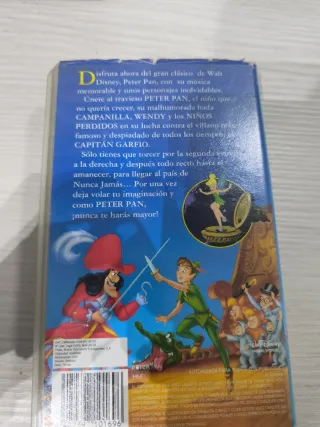 Disfruta ahora del gran clásico de Walt
Disney, Peter Pan, con su música
memorable y unos personajes inolvidables.
Únete al travieso PETER PAN, el niño que
no quería crecer, su malhumorada hada
CAMPANILLA, WENDY y los NIÑOS
PERDIDOS en su lucha contra el villano más
famoso y despiadado de todos los tiempos, el
CAPITÁN GARFIO.
Sólo tienes que torcer por la segunda estrella
a la derecha y después todo recto hasta el
amanecer, para llegar al país de
Nunca Jamás... Por una vez
deja volar tu imaginación y
como PETER PAN,
¡nunca te harás mayor!